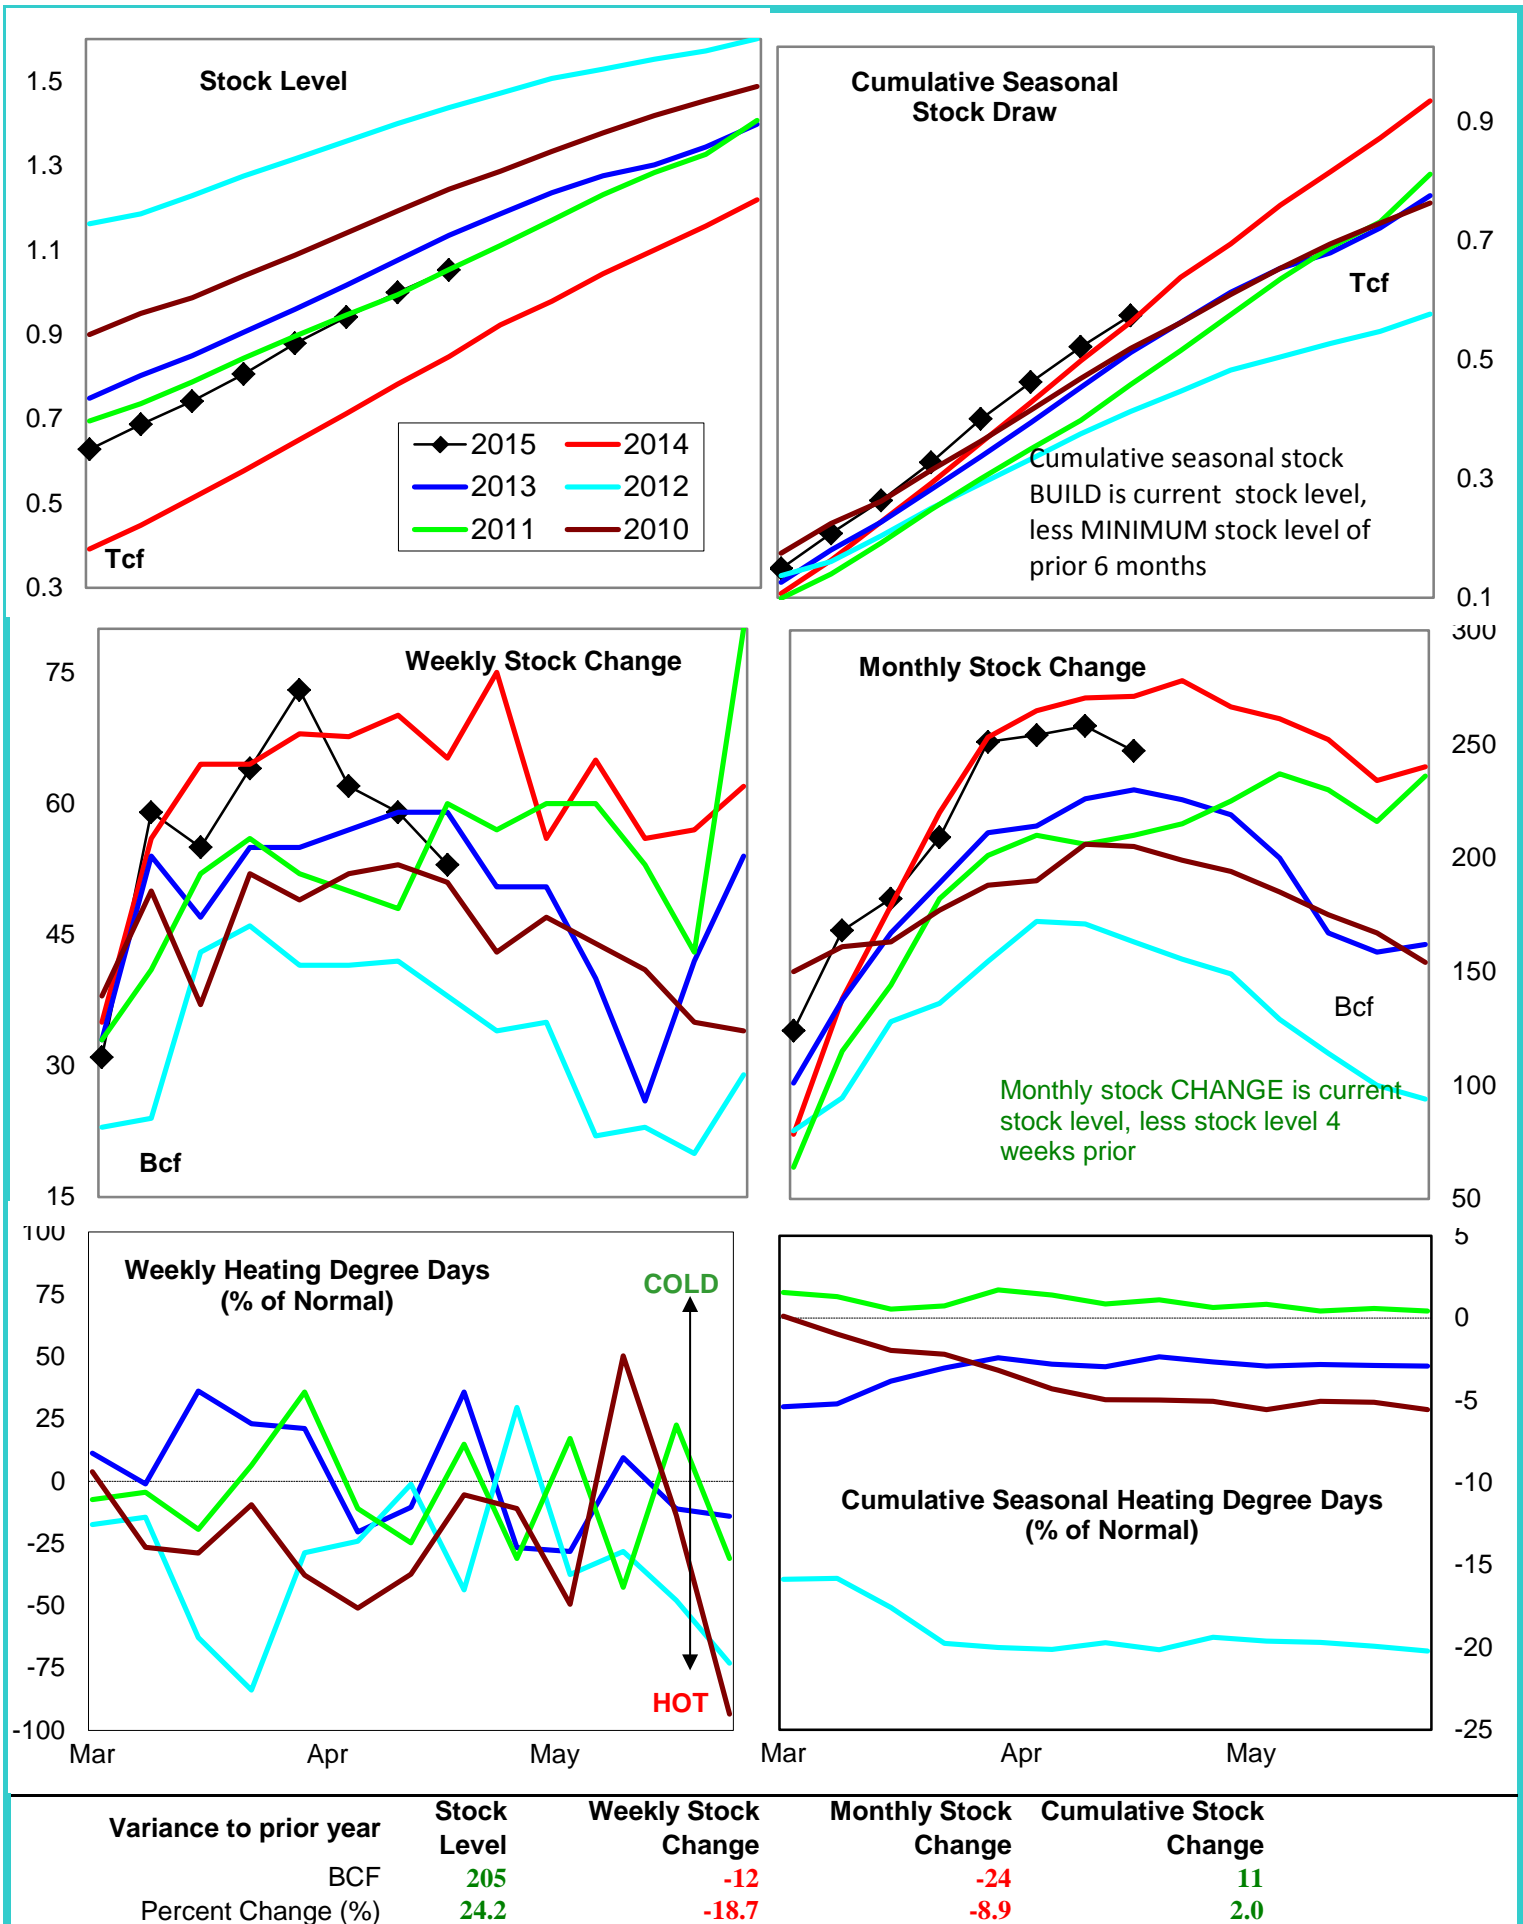 Stock Level
1.5
1.3
1.1
0.9
0.7
0.5
0.3
2015
2014
2013
2012
2011
2010
Tcf
Cumulative Seasonal
Stock Draw
0.9
0.7
0.5
0.3
0.1
Tcf
Cumulative seasonal stock
BUILD is current stock level,
less MINIMUM stock level of
prior 6 months
Weekly Stock Change
75
60
45
30
15
Bcf
Monthly Stock Change
300
250
200
150
100
50
Bcf
Monthly stock CHANGE is current
stock level, less stock level 4
weeks prior
Weekly Heating Degree Days
(% of Normal)
100
75
50
25
0
-25
-50
-75
-100
COLD
HOT
Mar
Apr
May
Cumulative Seasonal Heating Degree Days
(% of Normal)
5
0
-5
-10
-15
-20
-25
Mar
Apr
May
Variance to prior year
Stock
Level
Weekly Stock
Change
Monthly Stock
Change
Cumulative Stock
Change
BCF 205 -12 -24 11
Percent Change (%) 24.2 -18.7 -8.9 2.0